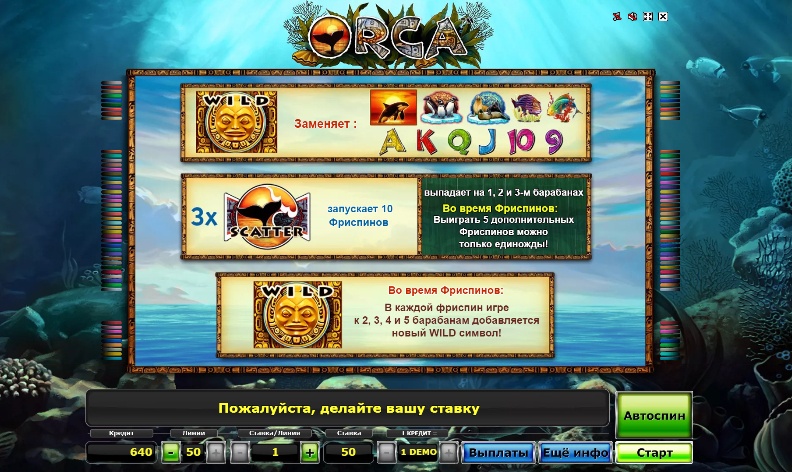 ORCA
WILD
Заменяет :
A K Q J 10 9
3x
SCATTER
запускает 10
Фриспинов
выпадает на 1, 2 и 3-м барабанах
Во время Фриспинов:
Выиграть 5 дополнительных
Фриспинов можно
только единожды!
WILD
Во время Фриспинов:
В каждой фриспин игре
к 2, 3, 4 и 5 барабанам добавляется
новый WILD символ!
Пожалуйста, делайте вашу ставку
Автоспин
Кредит Линии Ставка/Линия Ставка 1 КРЕДИТ =
640 - 50 + - 1 + 50 - 1 DEMO + Выплаты Ещё инфо Старт